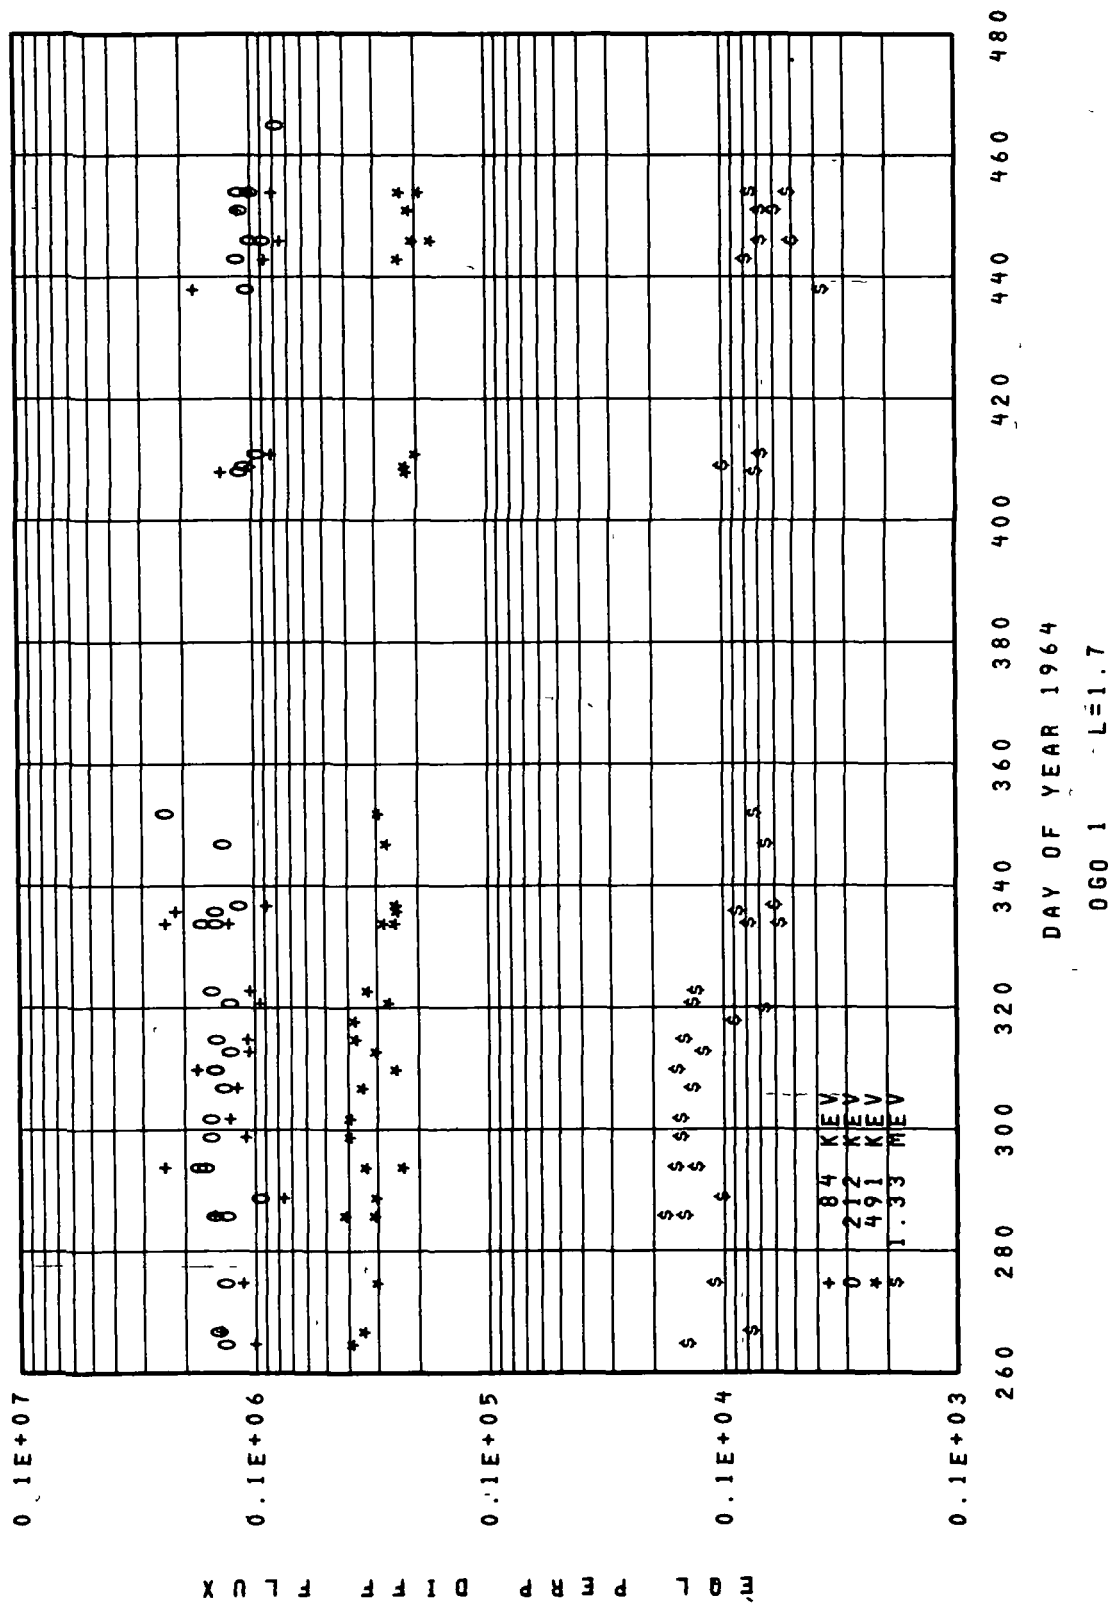 0.1E+07
0.1E+06
0.1E+05
0.1E+04
0.1E+03
EQL PERP DIFF FLUX
260 280 300 320 340 360 380 400 420 440 460 480
+ 84 KEV
O 212 KEV
* 491 KEV
S 1.33 MEV
DAY OF YEAR 1964
OGO 1 L=1.7